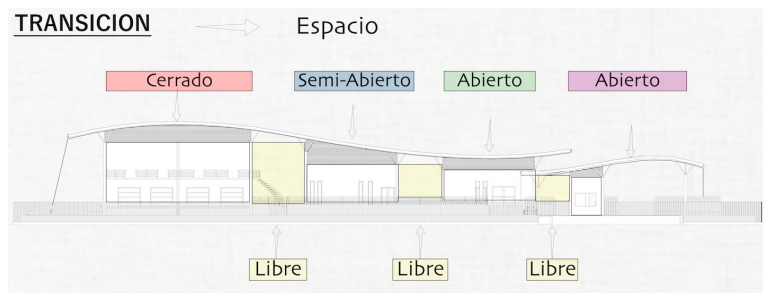 TRANSICION
Espacio
Cerrado
Semi-Abierto
Abierto
Abierto
Libre
Libre
Libre